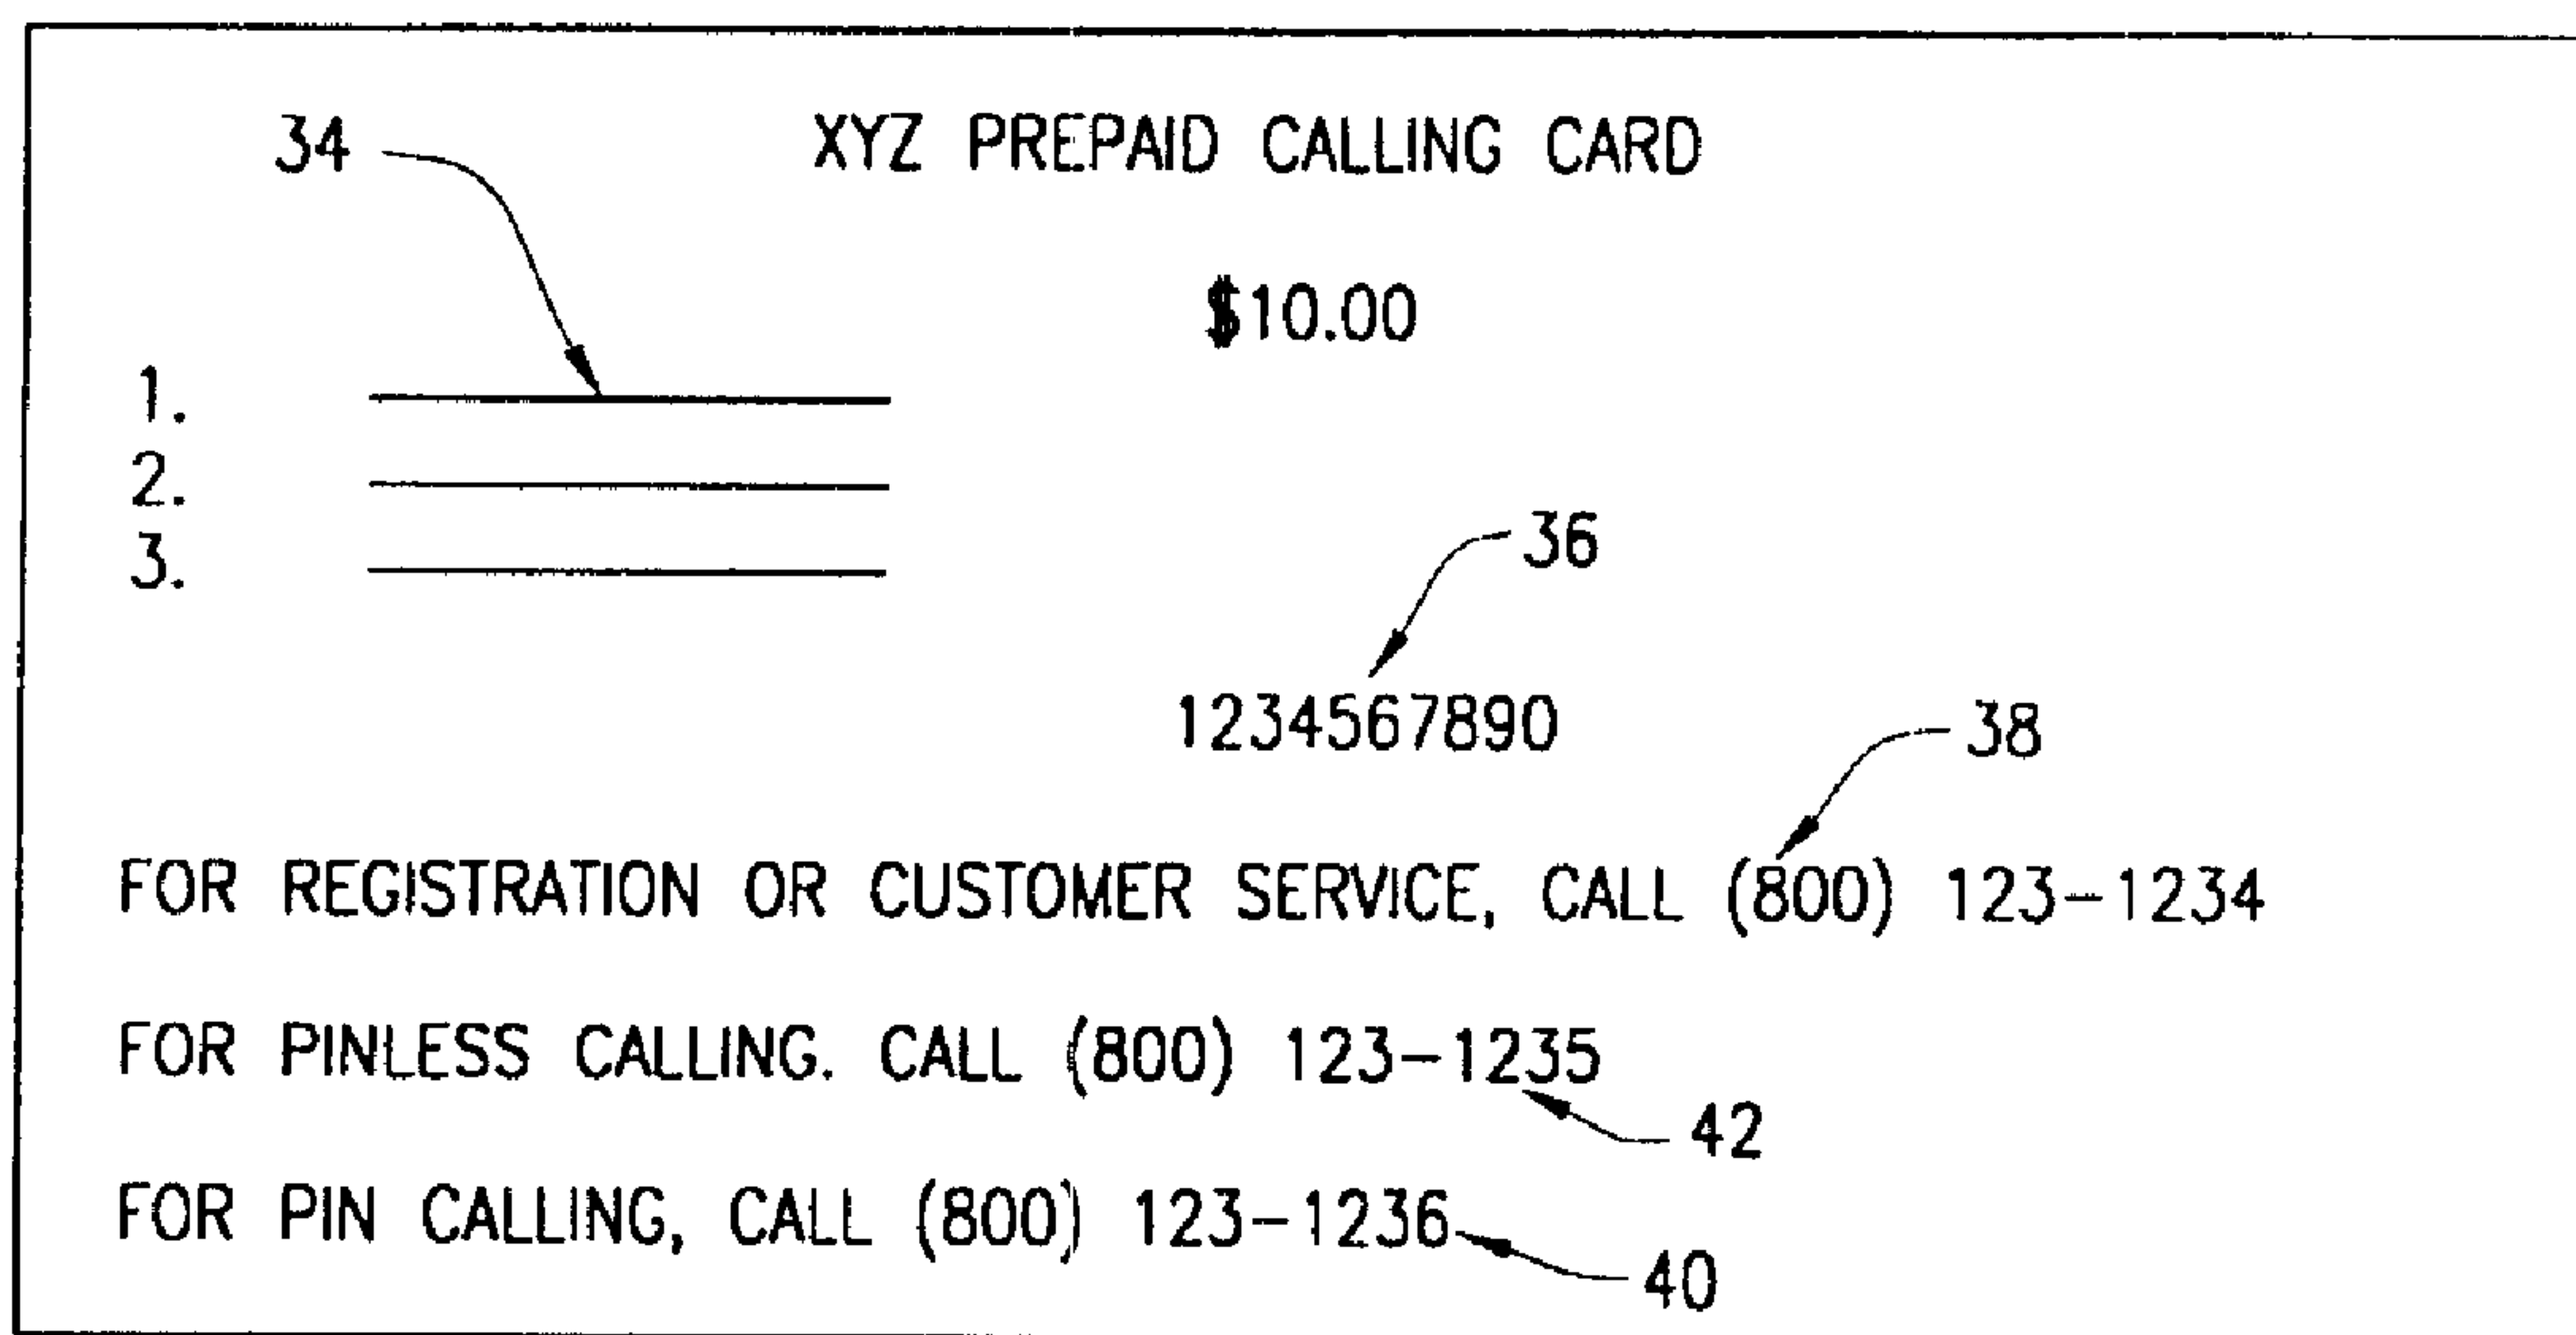 34 XYZ PREPAID CALLING CARD
$10.00
1.
2.
3.
36
1234567890
38
FOR REGISTRATION OR CUSTOMER SERVICE, CALL (800) 123-1234
FOR PINLESS CALLING. CALL (800) 123-1235
42
FOR PIN CALLING, CALL (800) 123-1236
40